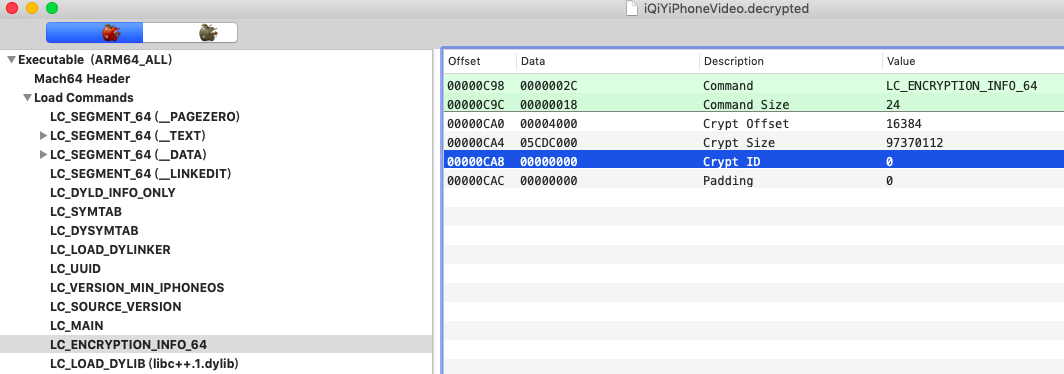 iQiYiPhoneVideo.decrypted
Executable (ARM64_ALL)
Mach64 Header
Load Commands
LC_SEGMENT_64 (__PAGEZERO)
LC_SEGMENT_64 (__TEXT)
LC_SEGMENT_64 (__DATA)
LC_SEGMENT_64 (__LINKEDIT)
LC_DYLD_INFO_ONLY
LC_SYMTAB
LC_DYSYMTAB
LC_LOAD_DYLINKER
LC_UUID
LC_VERSION_MIN_IPHONEOS
LC_SOURCE_VERSION
LC_MAIN
LC_ENCRYPTION_INFO_64
LC_LOAD_DYLIB (libc++.1.dylib)
Offset Data Description Value
00000C98 0000002C Command LC_ENCRYPTION_INFO_64
00000C9C 00000018 Command Size 24
00000CA0 00004000 Crypt Offset 16384
00000CA4 05CDC000 Crypt Size 97370112
00000CA8 00000000 Crypt ID 0
00000CAC 00000000 Padding 0